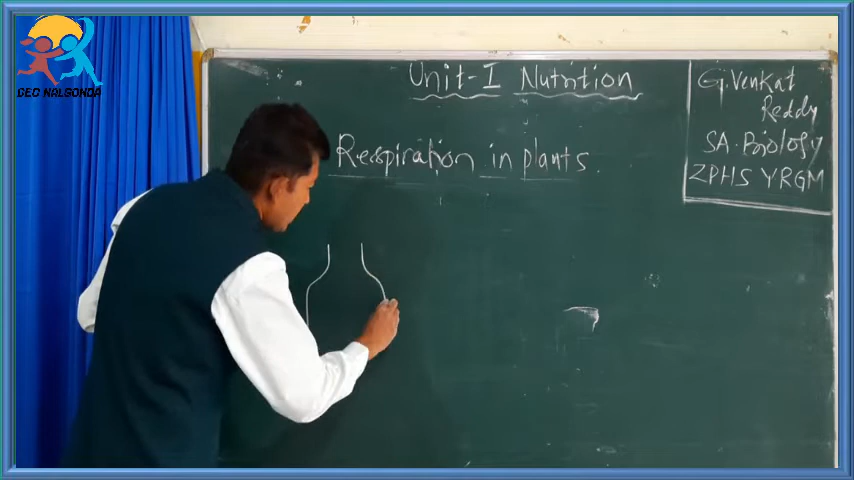 DEO NALGONDA
Unit-I Nutrition
Respiration in plants.
G.Venkat
Reddy
SA.Biology
ZPHS YRGM